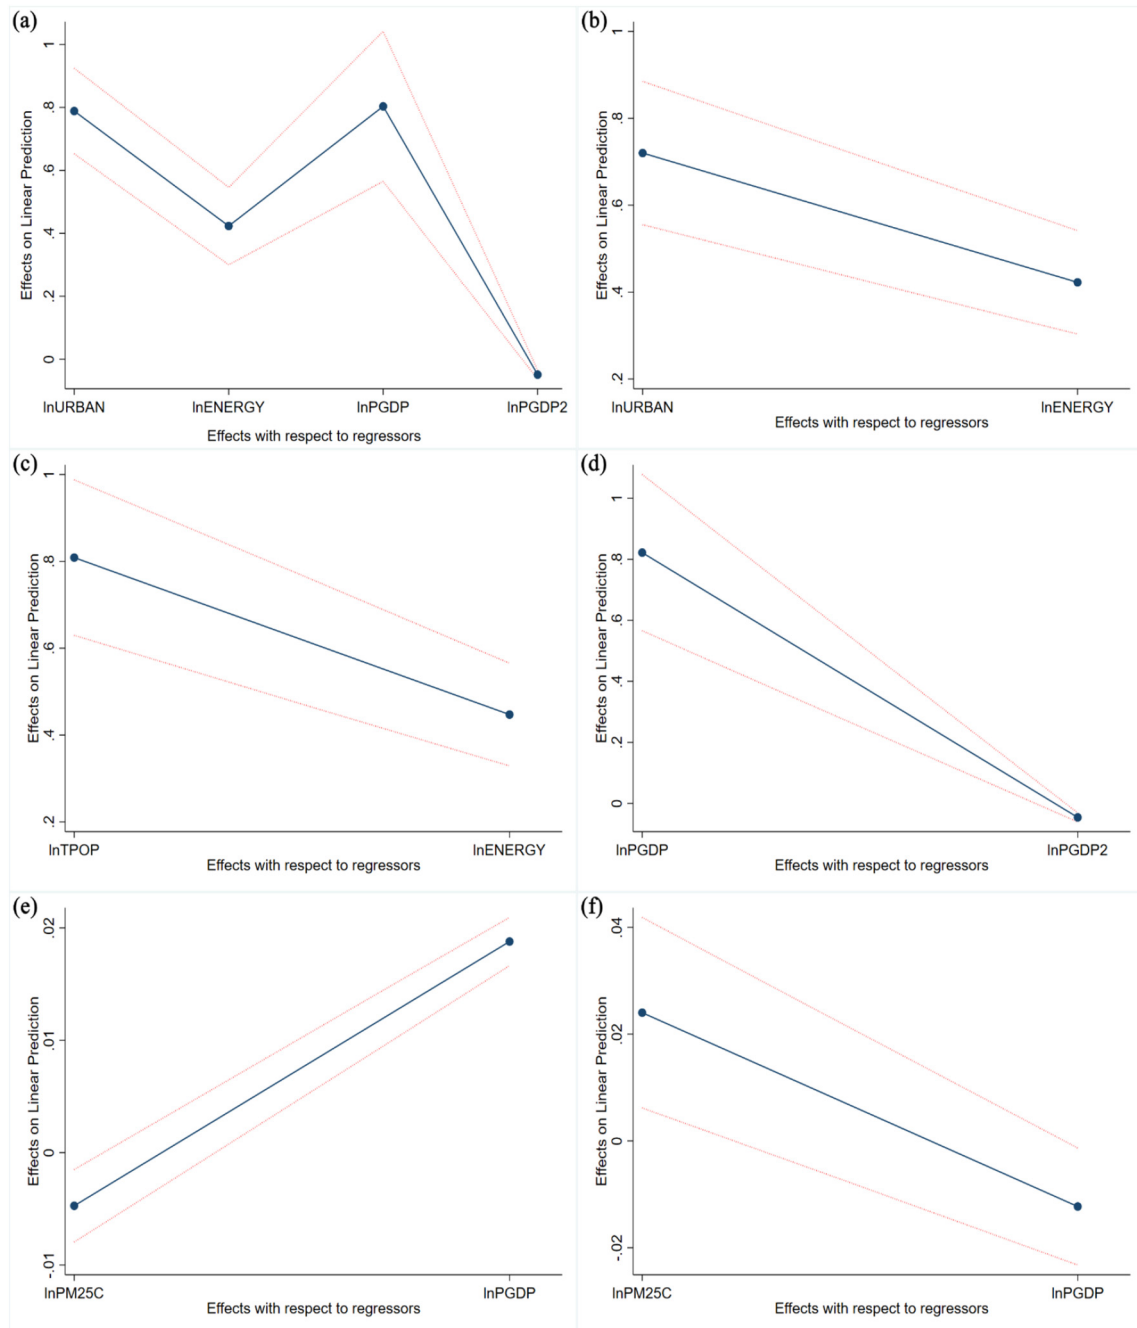 (a)
Effects on Linear Prediction
1
.8
.6
.4
.2
0
lnURBAN lnENERGY lnPGDP lnPGDP2
Effects with respect to regressors
(b)
Effects on Linear Prediction
1
.8
.6
.4
.2
lnURBAN lnENERGY
Effects with respect to regressors
(c)
Effects on Linear Prediction
1
.8
.6
.4
.2
lnTPOP lnENERGY
Effects with respect to regressors
(d)
Effects on Linear Prediction
1
.8
.6
.4
.2
0
lnPGDP lnPGDP2
Effects with respect to regressors
(e)
Effects on Linear Prediction
.02
.01
0
-.01
lnPM25C lnPGDP
Effects with respect to regressors
(f)
Effects on Linear Prediction
.04
.02
0
-.02
lnPM25C lnPGDP
Effects with respect to regressors